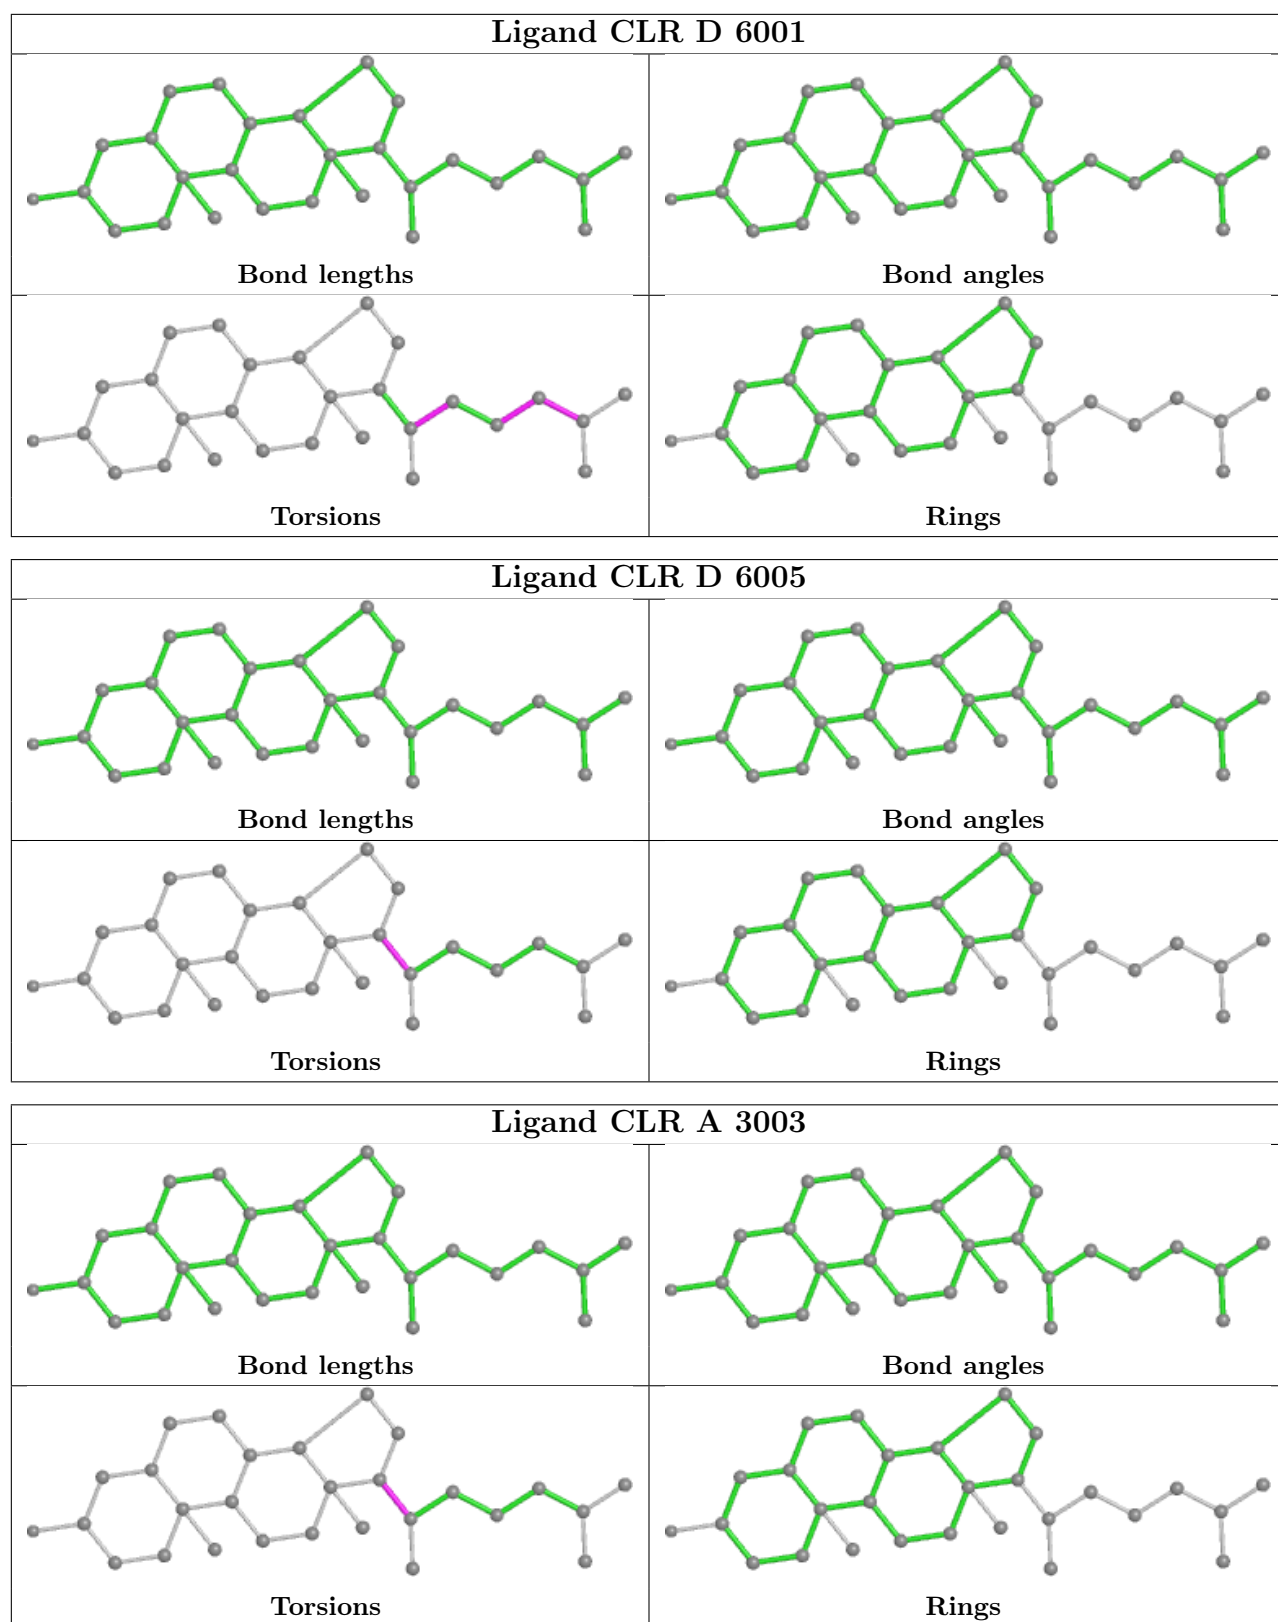 Ligand CLR D 6001
Bond lengths
Bond angles
Torsions
Rings
Ligand CLR D 6005
Bond lengths
Bond angles
Torsions
Rings
Ligand CLR A 3003
Bond lengths
Bond angles
Torsions
Rings